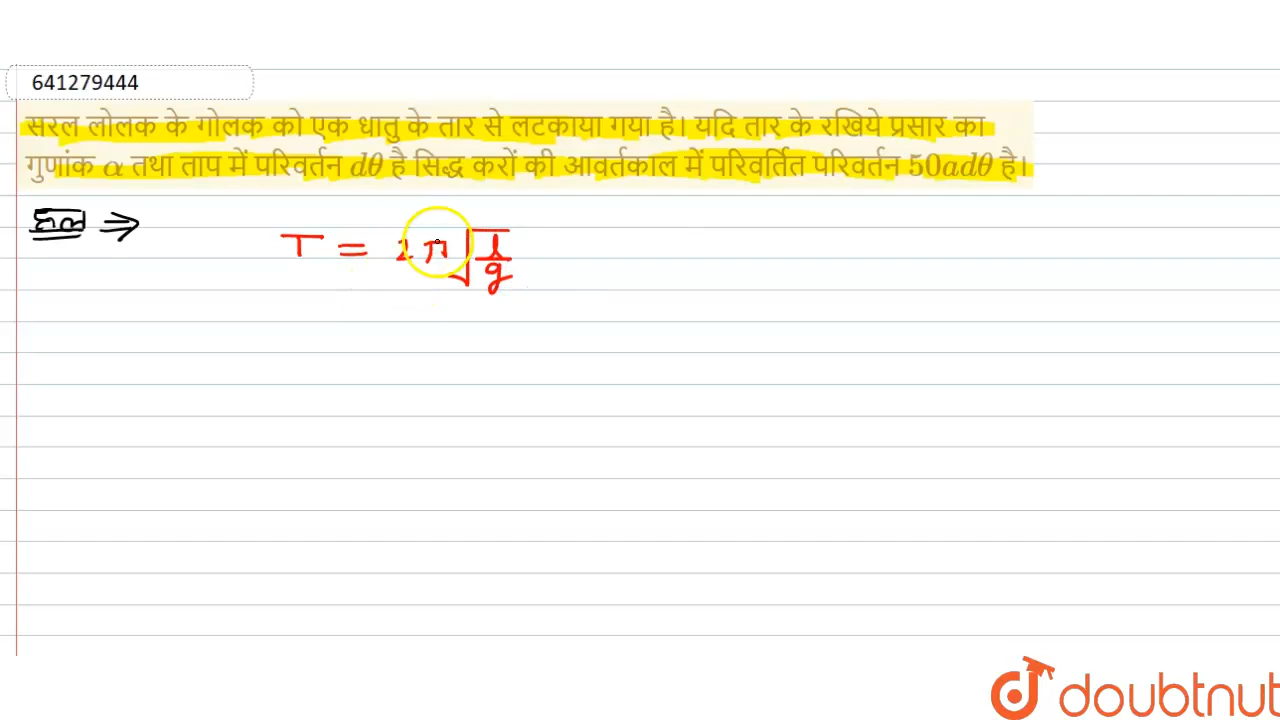 641279444
सरल लोलक के गोलक को एक धातु के तार से लटकाया गया है। यदि तार के रखिये प्रसार का
गुणांक α तथा ताप में परिवर्तन dθ है सिद्ध करों की आवर्तकाल में परिवर्तित परिवर्तन 50adθ है।
हल ⇒
T = 2π√(l/g)
doubtnut